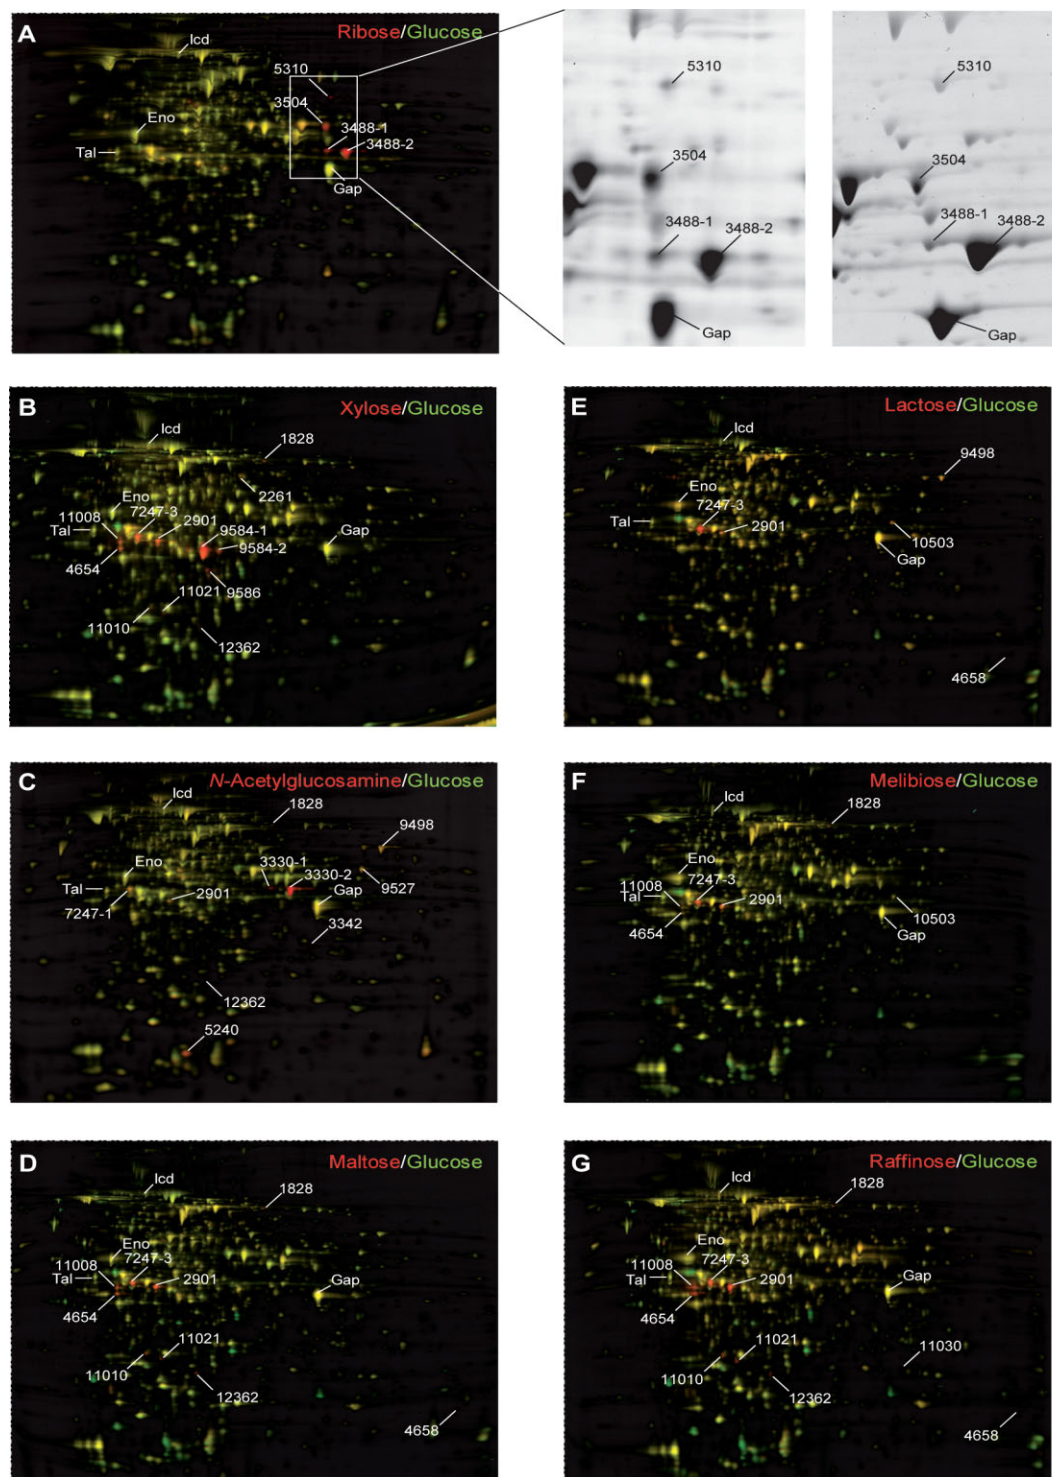 A
Ribose/Glucose
Icd
5310
3504
3488-1
3488-2
Eno
Tal
Gap
5310
3504
3488-1
3488-2
Gap
5310
3504
3488-1
3488-2
Gap
B
Xylose/Glucose
Icd
1828
2261
Eno
7247-3
11008
2901
Tal
9584-1
9584-2
Gap
4654
11021
9586
11010
12362
E
Lactose/Glucose
Icd
9498
Eno
7247-3
Tal
2901
10503
Gap
4658
C
N-Acetylglucosamine/Glucose
Icd
1828
9498
Eno
3330-1
3330-2
9527
Tal
2901
Gap
7247-1
3342
12362
5240
F
Melibiose/Glucose
Icd
1828
Eno
11008
7247-3
Tal
2901
10503
4654
Gap
D
Maltose/Glucose
Icd
1828
Eno
7247-3
11008
Tal
2901
Gap
4654
11021
11010
12362
4658
G
Raffinose/Glucose
Icd
1828
Eno
7247-3
11008
Tal
2901
Gap
4654
11021
11030
11010
12362
4658